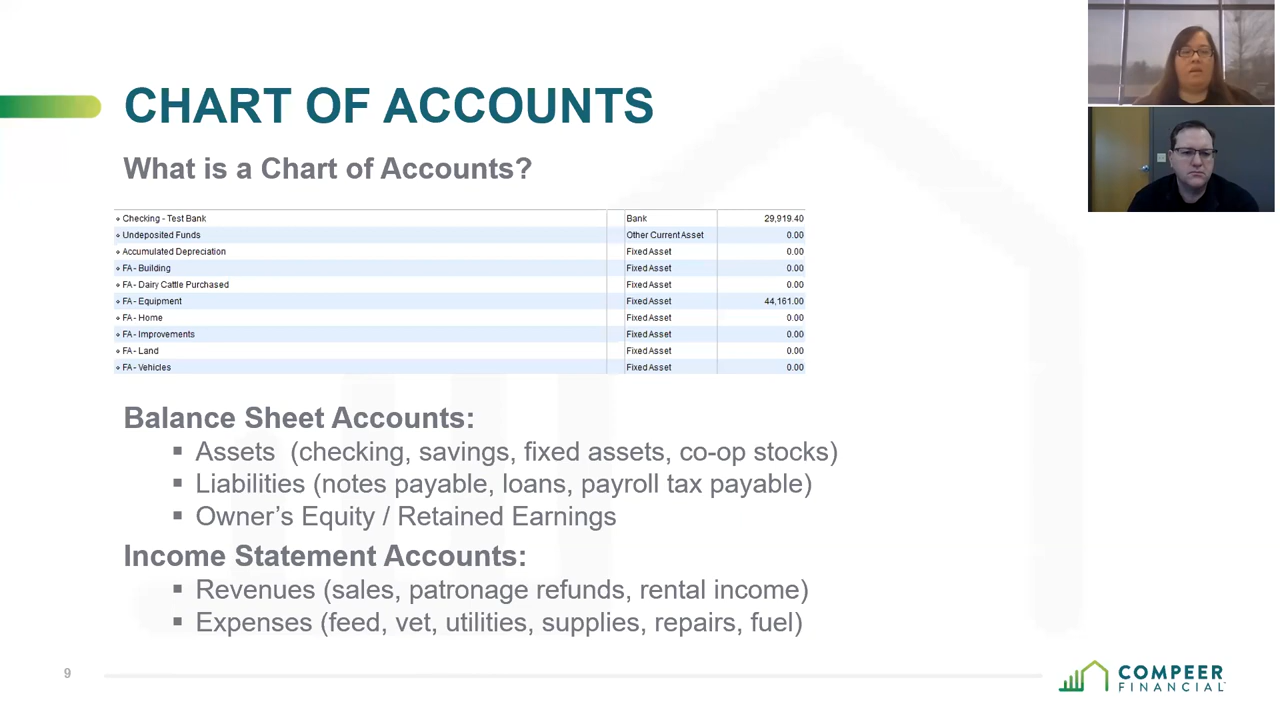 CHART OF ACCOUNTS
What is a Chart of Accounts?
Checking - Test Bank Bank 29,919.40
Undeposited Funds Other Current Asset 0.00
Accumulated Depreciation Fixed Asset 0.00
FA - Building Fixed Asset 0.00
FA - Dairy Cattle Purchased Fixed Asset 0.00
FA - Equipment Fixed Asset 44,161.00
FA - Home Fixed Asset 0.00
FA - Improvements Fixed Asset 0.00
FA - Land Fixed Asset 0.00
FA - Vehicles Fixed Asset 0.00
Balance Sheet Accounts:
▪ Assets (checking, savings, fixed assets, co-op stocks)
▪ Liabilities (notes payable, loans, payroll tax payable)
▪ Owner’s Equity / Retained Earnings
Income Statement Accounts:
▪ Revenues (sales, patronage refunds, rental income)
▪ Expenses (feed, vet, utilities, supplies, repairs, fuel)
9
COMPEER
FINANCIAL